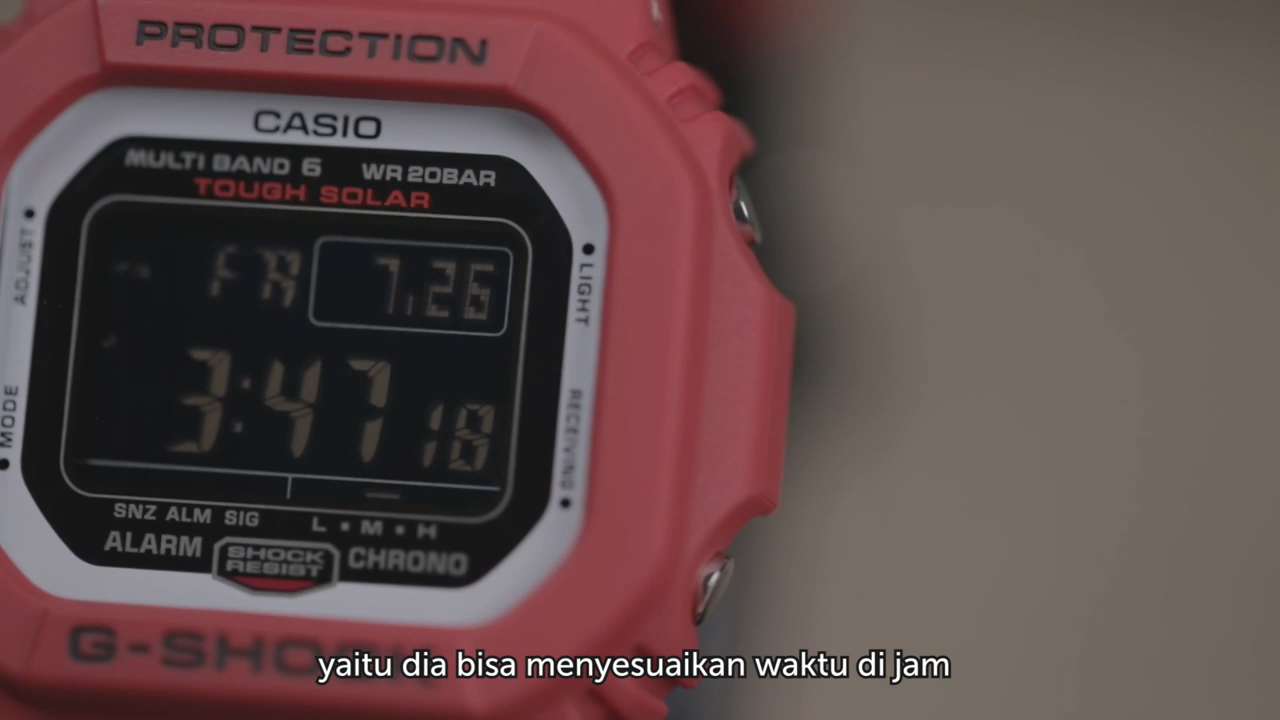 PROTECTION
CASIO
MULTI BAND 6 WR 20BAR
TOUGH SOLAR
ADJUST
LIGHT
FR 7.26
3:47 18
MODE
RECEIVING
SNZ ALM SIG L • M • H
ALARM CHRONO
SHOCK
RESIST
G-SHOCK
yaitu dia bisa menyesuaikan waktu di jam